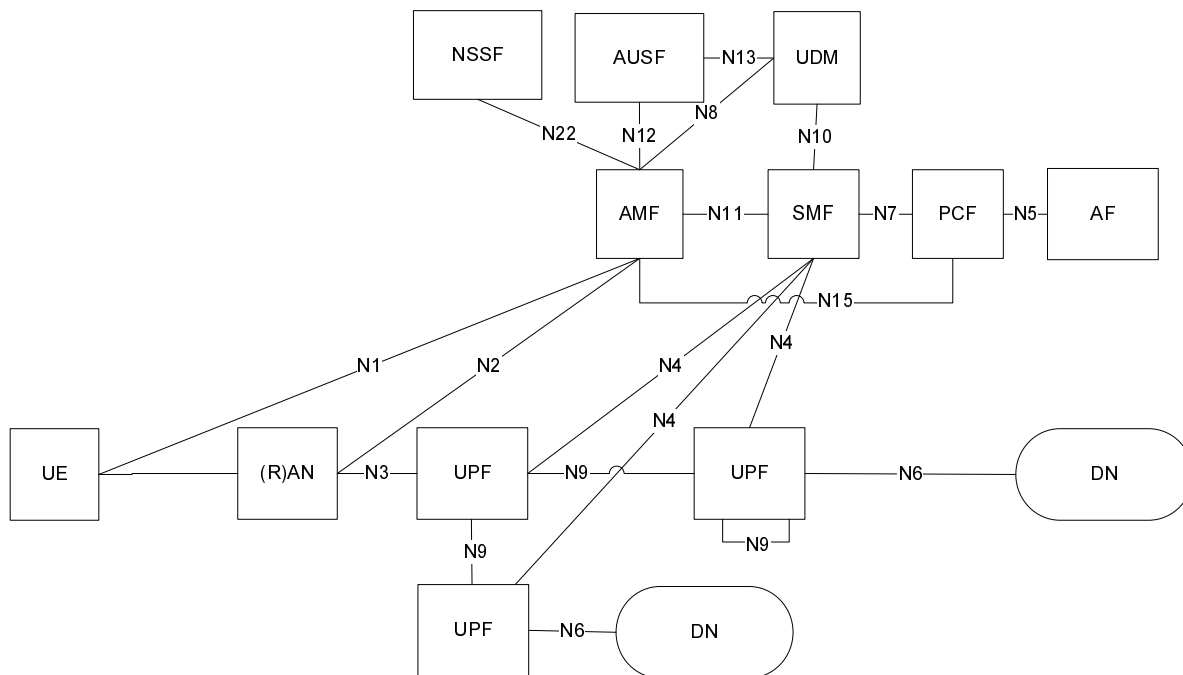 NSSF
AUSF
N13
UDM
N8
N22
N12
N10
AMF
N11
SMF
N7
PCF
N5
AF
N15
N1
N2
N4
N4
N4
UE
(R)AN
N3
UPF
N9
UPF
N6
DN
N9
N9
UPF
N6
DN